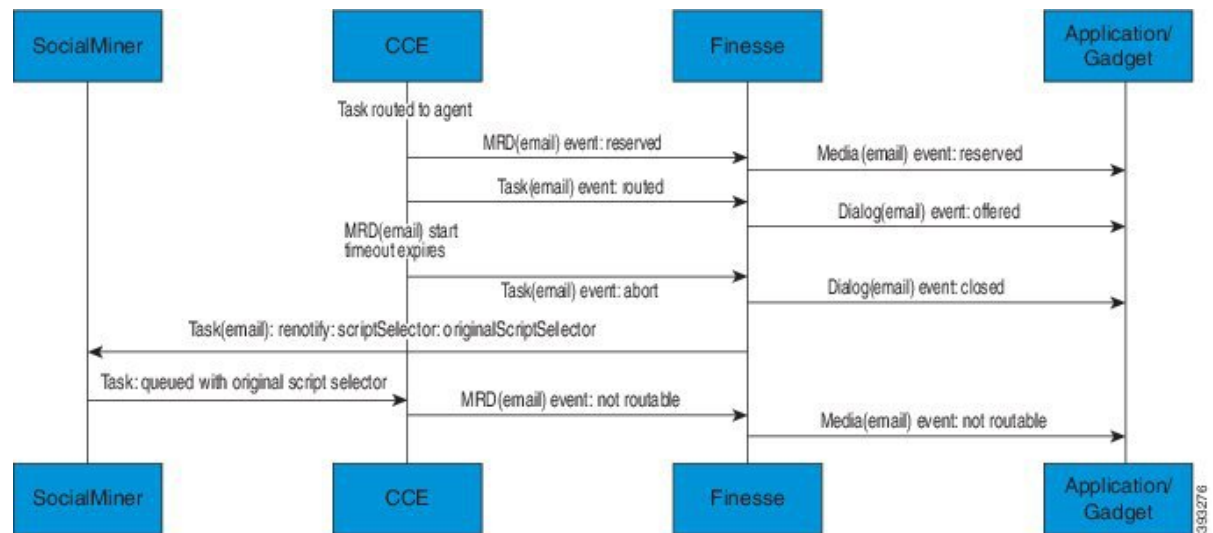 SocialMiner
CCE
Finesse
Application/
Gadget
Task routed to agent
MRD(email) event: reserved
Media(email) event: reserved
Task(email) event: routed
Dialog(email) event: offered
MRD(email) start
timeout expires
Task(email) event: abort
Dialog(email) event: closed
Task(email): renotify: scriptSelector: originalScriptSelector
Task: queued with original script selector
MRD(email) event: not routable
Media(email) event: not routable
SocialMiner
CCE
Finesse
Application/
Gadget
393276